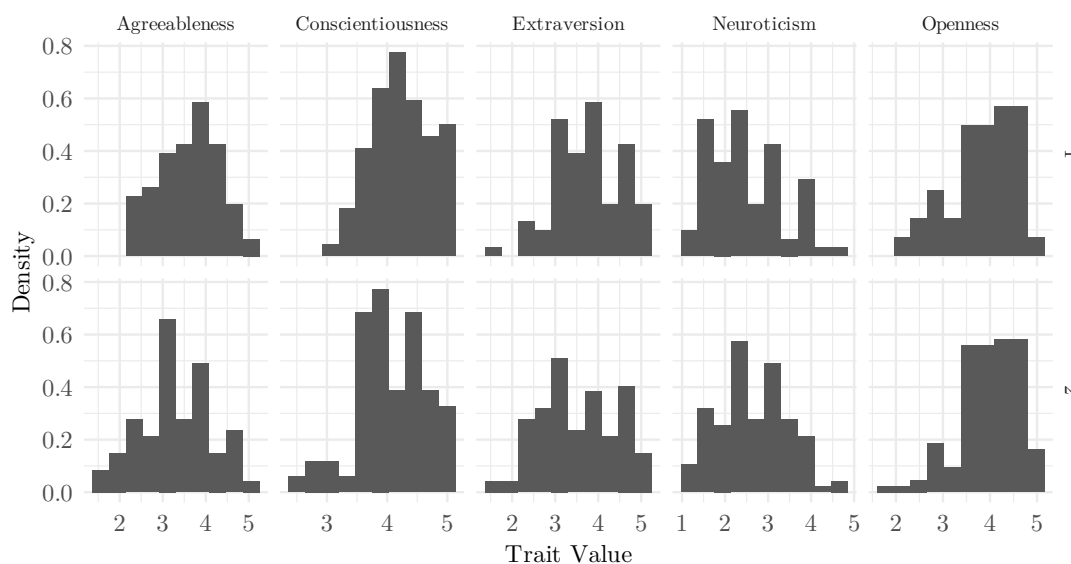 Agreeableness Conscientiousness Extraversion Neuroticism Openness
0.8
0.6
0.4
0.2
0.0
Density
0.8
0.6
0.4
0.2
0.0
2 3 4 5 3 4 5 2 3 4 5 1 2 3 4 5 2 3 4 5
Trait Value